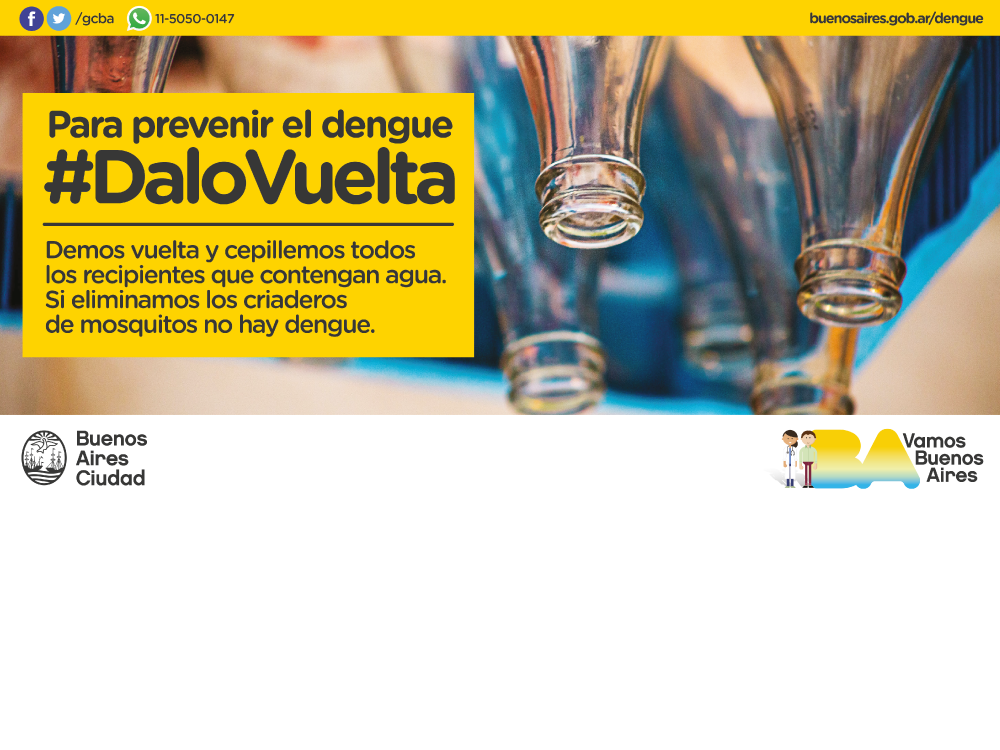 /gcba 11-5050-0147 buenosaires.gob.ar/dengue
Para prevenir el dengue
#DaloVuelta
Demos vuelta y cepillemos todos
los recipientes que contengan agua.
Si eliminamos los criaderos
de mosquitos no hay dengue.
Buenos
Aires
Ciudad
BA
Vamos
Buenos
Aires